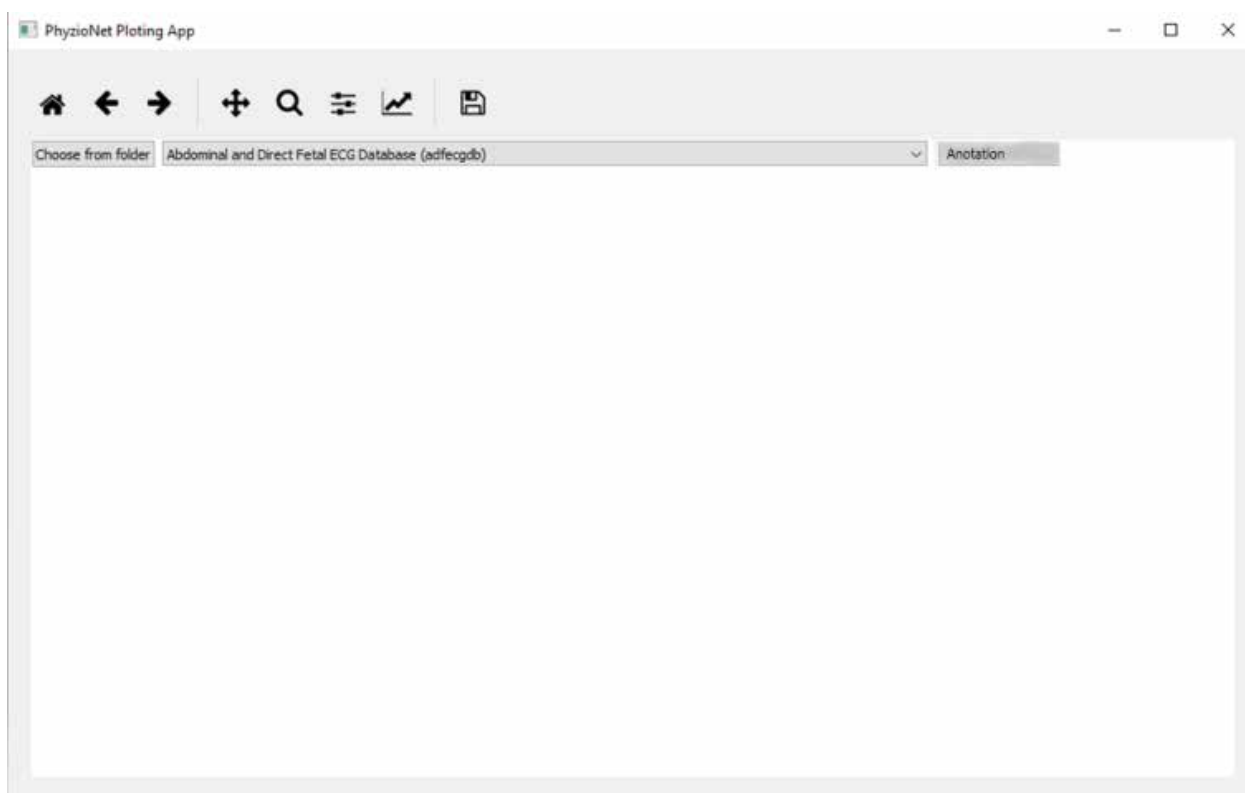 PhyzioNet Ploting App
Choose from folder Abdominal and Direct Fetal ECG Database (adfecgdb) Anotation